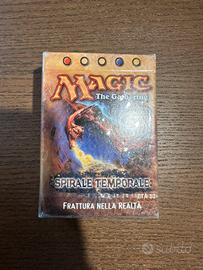 MAGIC
The Gathering
SPIRALE TEMPORALE
FRATTURA NELLA REALTÀ
subito